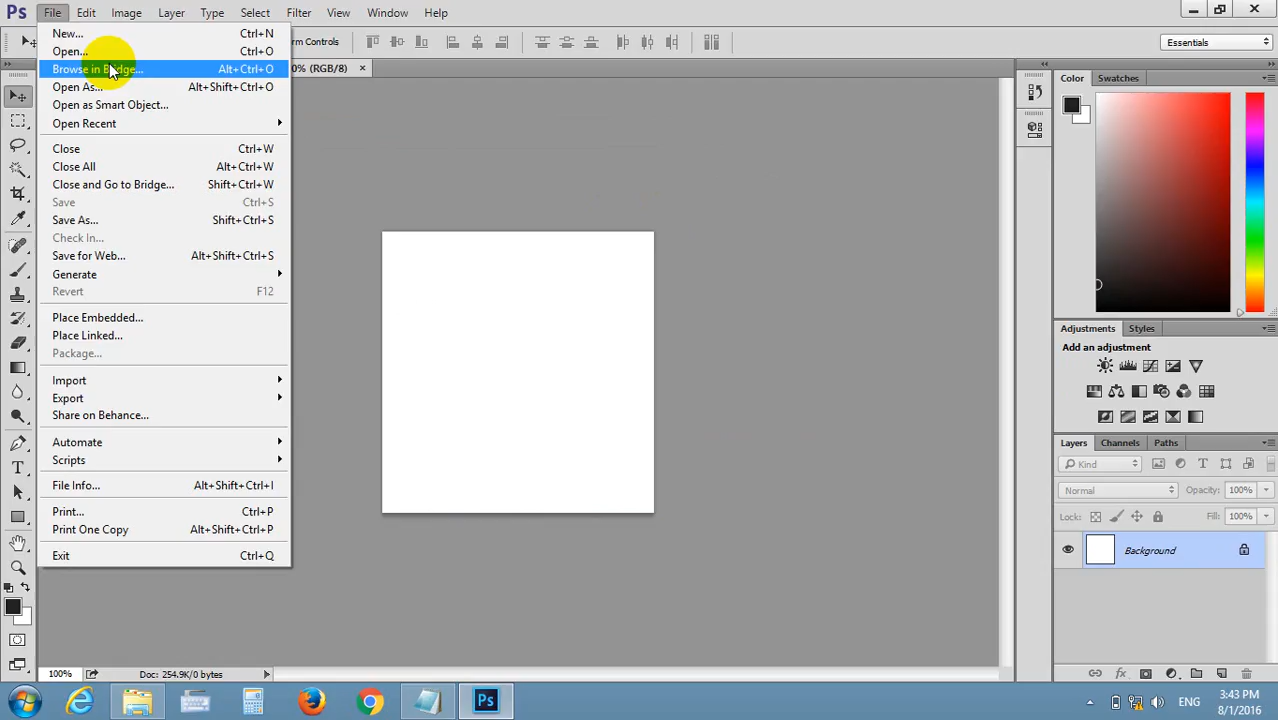 Ps File Edit Image Layer Type Select Filter View Window Help
rm Controls Essentials
0% (RGB/8) ×
New... Ctrl+N
Open... Ctrl+O
Browse in Bridge... Alt+Ctrl+O
Open As... Alt+Shift+Ctrl+O
Open as Smart Object...
Open Recent
Close Ctrl+W
Close All Alt+Ctrl+W
Close and Go to Bridge... Shift+Ctrl+W
Save Ctrl+S
Save As... Shift+Ctrl+S
Check In...
Save for Web... Alt+Shift+Ctrl+S
Generate
Revert F12
Place Embedded...
Place Linked...
Package...
Import
Export
Share on Behance...
Automate
Scripts
File Info... Alt+Shift+Ctrl+I
Print... Ctrl+P
Print One Copy Alt+Shift+Ctrl+P
Exit Ctrl+Q
Color Swatches
Adjustments Styles
Add an adjustment
Layers Channels Paths
Kind
Normal Opacity: 100%
Lock: Fill: 100%
Background
100% Doc: 254.9K/0 bytes
Ps ENG 3:43 PM
8/1/2016